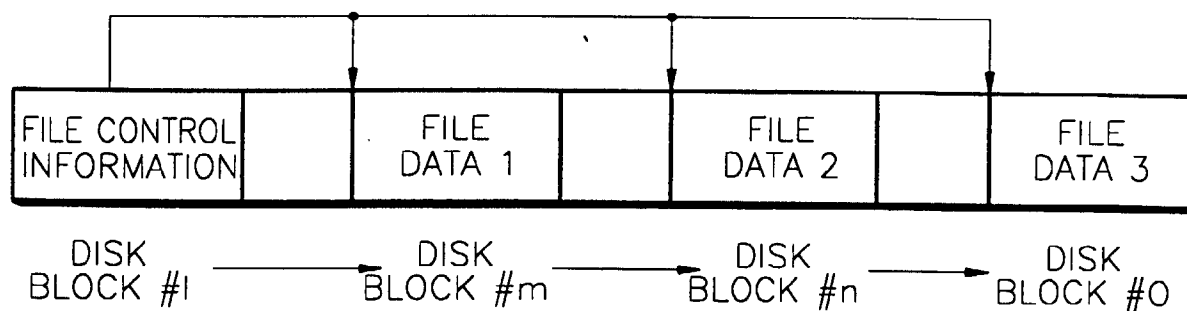 FILE CONTROL
INFORMATION
FILE
DATA 1
FILE
DATA 2
FILE
DATA 3
DISK
BLOCK #l
DISK
BLOCK #m
DISK
BLOCK #n
DISK
BLOCK #O